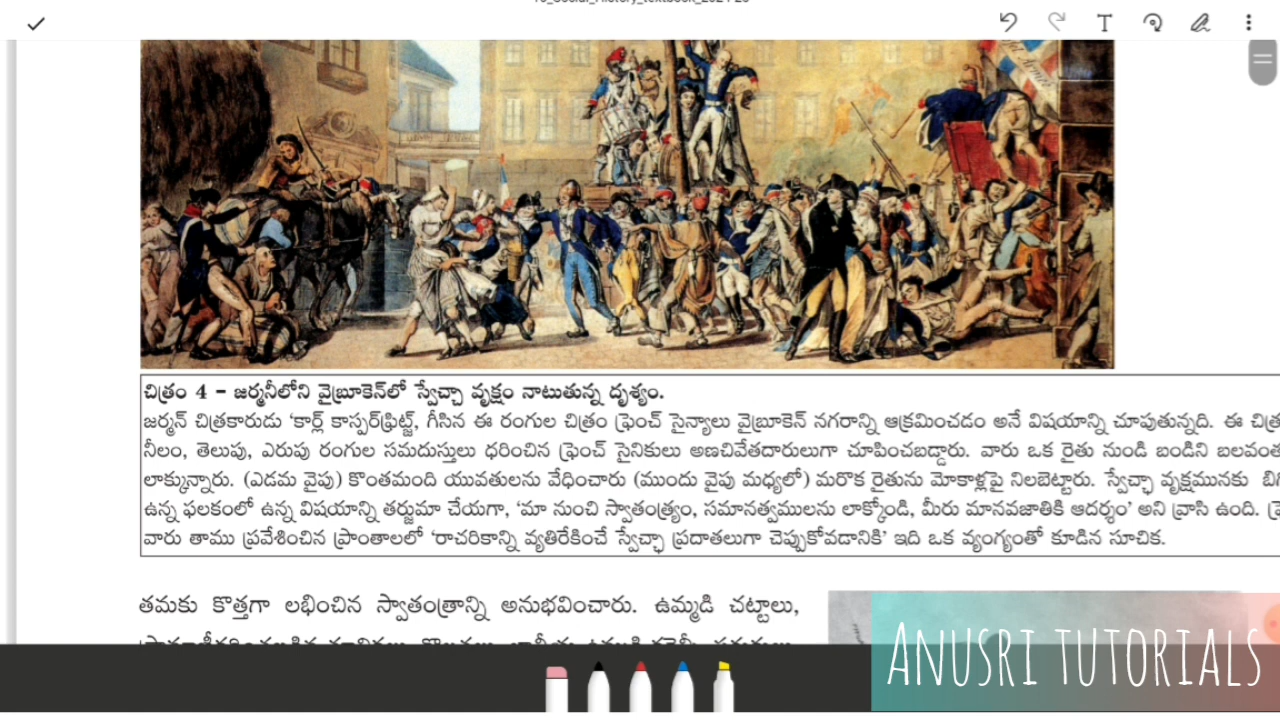 చిత్రం 4 - జర్మనీలోని వైబ్రూకెన్‌లో స్వేచ్ఛా వృక్షం నాటుతున్న దృశ్యం.
జర్మన్ చిత్రకారుడు 'కార్ల్ కాస్పర్‌ఫ్రిట్జ్, గీసిన ఈ రంగుల చిత్రం ఫ్రెంచ్ సైన్యాలు వైబ్రూకెన్ నగరాన్ని ఆక్రమించడం అనే విషయాన్ని చూపుతున్నది. ఈ
నీలం, తెలుపు, ఎరుపు రంగుల సమదుస్తులు ధరించిన ఫ్రెంచ్ సైనికులు అణచివేతదారులుగా చూపించబడ్డారు. వారు ఒక రైతు నుండి బండిని
లాక్కున్నారు. (ఎడమ వైపు) కొంతమంది యువతులను వేధించారు (ముందు వైపు మధ్యలో) మరొక రైతును మోకాళ్లపై నిలబెట్టారు. స్వేచ్ఛా వృక్షమునకు
ఉన్న ఫలకంలో ఉన్న విషయాన్ని తర్జుమా చేయగా, 'మా నుంచి స్వాతంత్ర్యం, సమానత్వములను లాక్కోండి, మీరు మానవజాతికి ఆదర్శం' అని వ్రాసి ఉంది.
వారు తాము ప్రవేశించిన ప్రాంతాలలో 'రాచరికాన్ని వ్యతిరేకించే స్వేచ్ఛా ప్రదాతలుగా చెప్పుకోవడానికి' ఇది ఒక వ్యంగ్యంతో కూడిన సూచిక.
తమకు కొత్తగా లభించిన స్వాతంత్రాన్ని అనుభవించారు. ఉమ్మడి చట్టాలు,
ANUSRI TUTORIALS